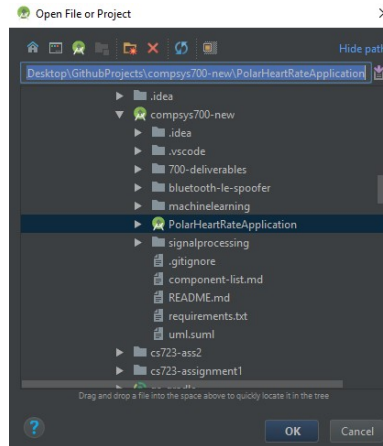 Open File or Project
Hide path
Desktop\GithubProjects\compsys700-new\PolarHeartRateApplication
.idea
compsys700-new
.idea
.vscode
700-deliverables
bluetooth-le-spoofer
machinelearning
PolarHeartRateApplication
signalprocessing
.gitignore
component-list.md
README.md
requirements.txt
uml.suml
cs723-ass2
cs723-assignment1
Drag and drop a file into the space above to quickly locate it in the tree
?
OK
Cancel